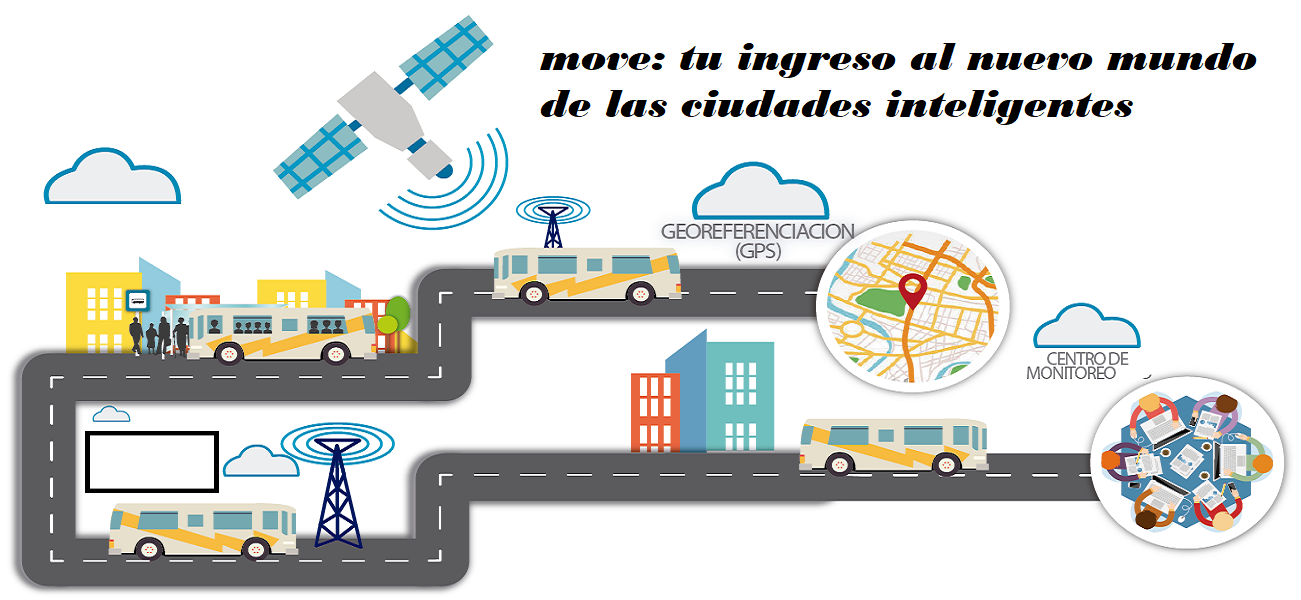 move: tu ingreso al nuevo mundo
de las ciudades inteligentes
GEOREFERENCIACION
(GPS)
CENTRO DE
MONITOREO